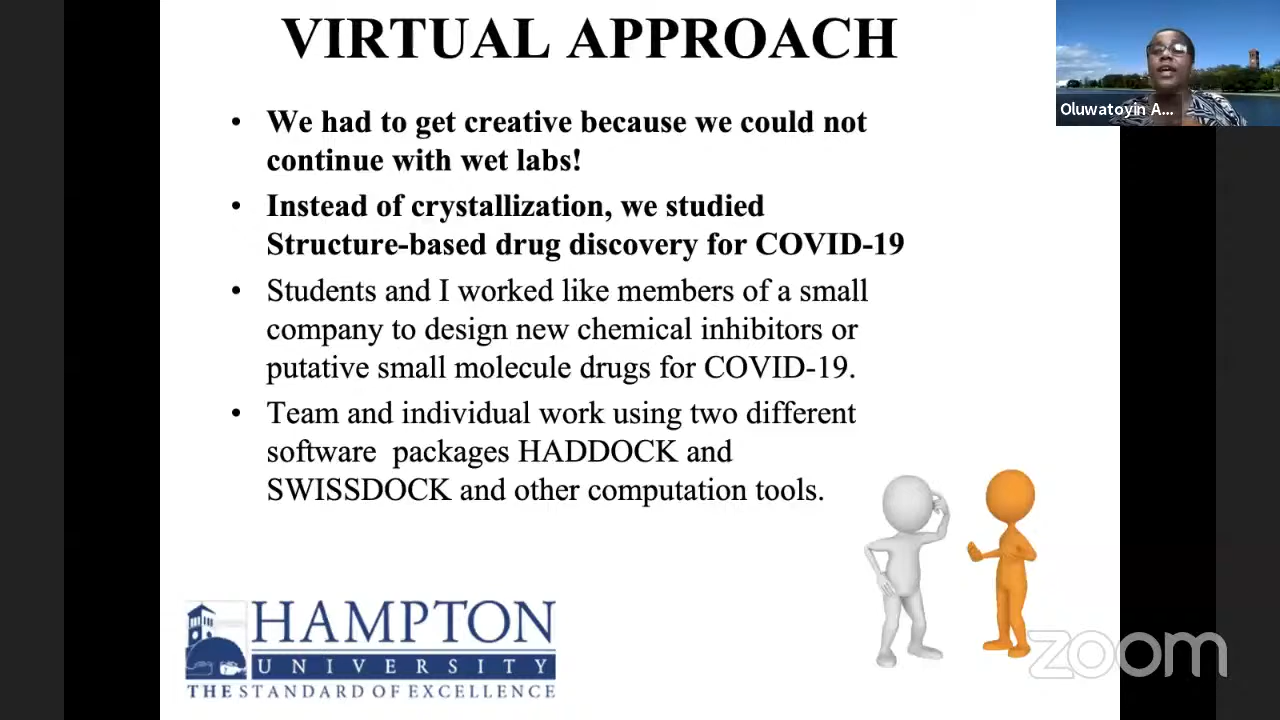 VIRTUAL APPROACH
Oluwatoyin A...
• We had to get creative because we could not
continue with wet labs!
• Instead of crystallization, we studied
Structure-based drug discovery for COVID-19
• Students and I worked like members of a small
company to design new chemical inhibitors or
putative small molecule drugs for COVID-19.
• Team and individual work using two different
software packages HADDOCK and
SWISSDOCK and other computation tools.
HAMPTON
UNIVERSITY
THE STANDARD OF EXCELLENCE
zoom